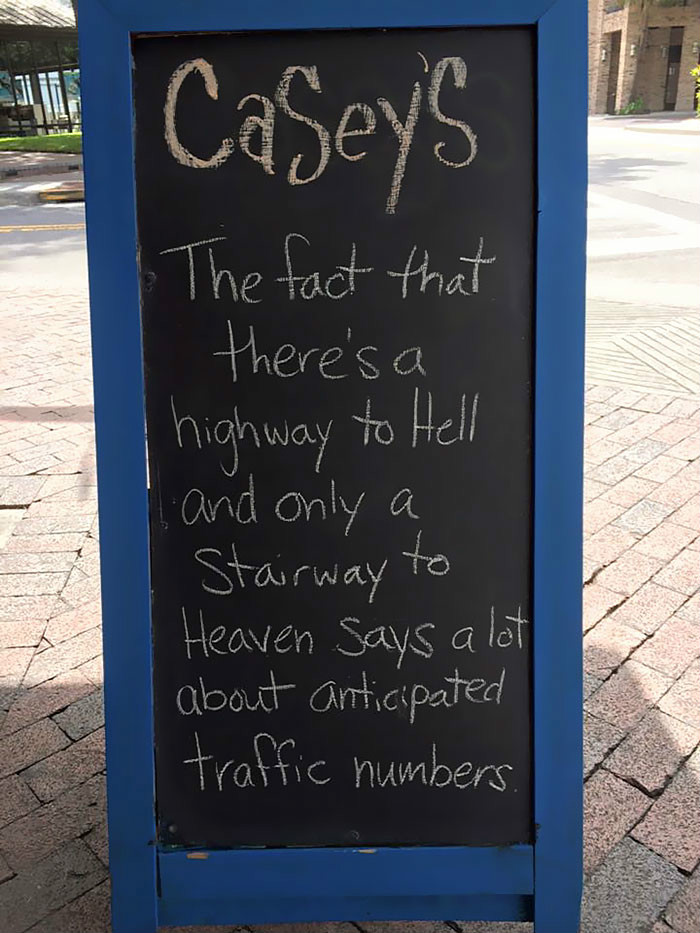 Casey's
The fact that
there's a
highway to Hell
and only a
Stairway to
Heaven says a lot
about anticipated
traffic numbers.